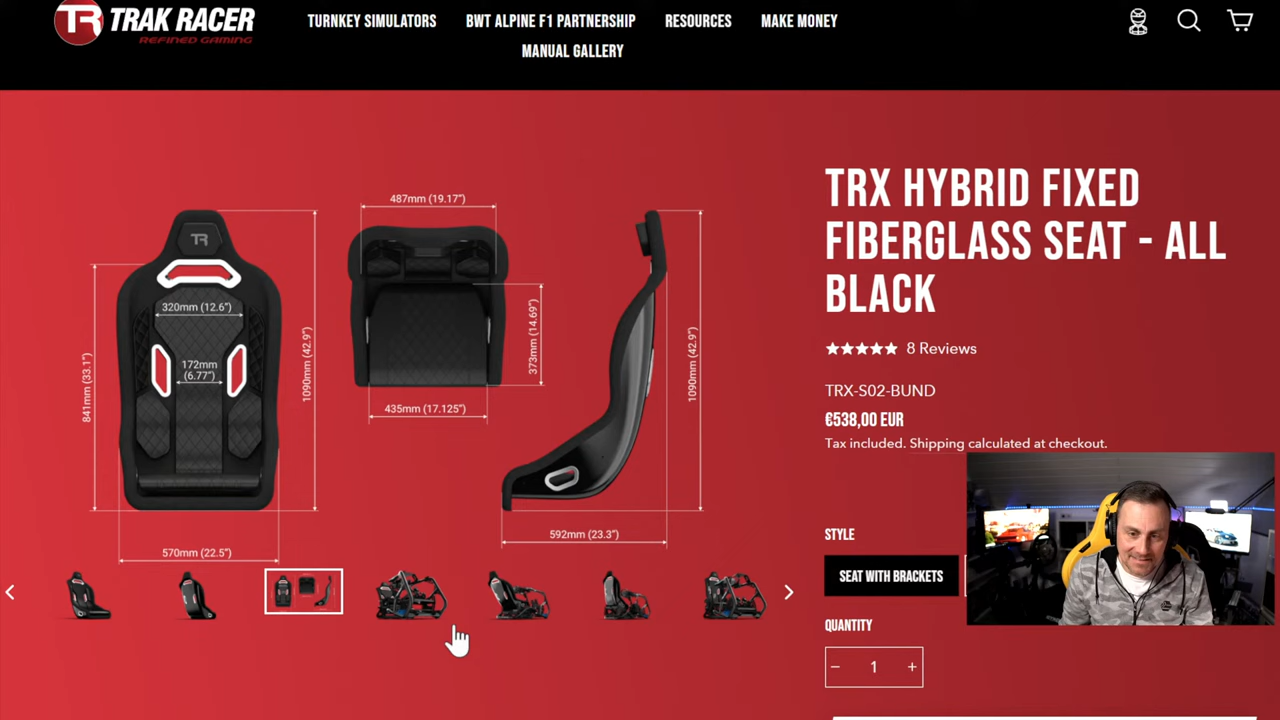 TR TRAK RACER
REFINED GAMING
TURNKEY SIMULATORS
BWT ALPINE F1 PARTNERSHIP
RESOURCES
MAKE MONEY
MANUAL GALLERY
TR
320mm (12.6")
172mm
(6.77")
841mm (33.1")
1090mm (42.9")
570mm (22.5")
487mm (19.17")
373mm (14.69")
435mm (17.125")
1090mm (42.9")
592mm (23.3")
TRX HYBRID FIXED
FIBERGLASS SEAT - ALL
BLACK
★★★★★ 8 Reviews
TRX-S02-BUND
€538,00 EUR
Tax included. Shipping calculated at checkout.
STYLE
SEAT WITH BRACKETS
QUANTITY
− 1 +